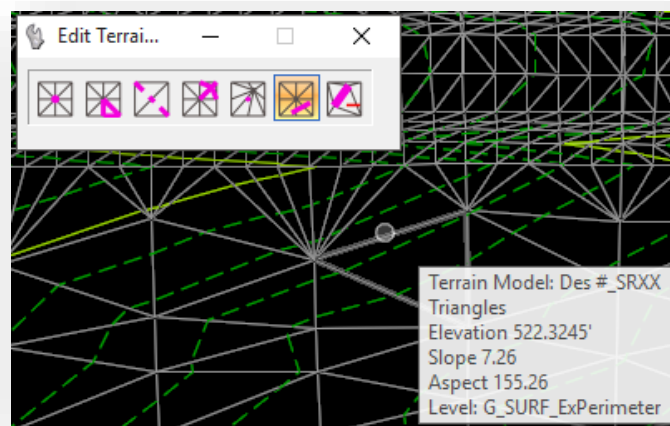 Edit Terrai...
Terrain Model: Des #_SRXX
Triangles
Elevation 522.3245'
Slope 7.26
Aspect 155.26
Level: G_SURF_ExPerimeter